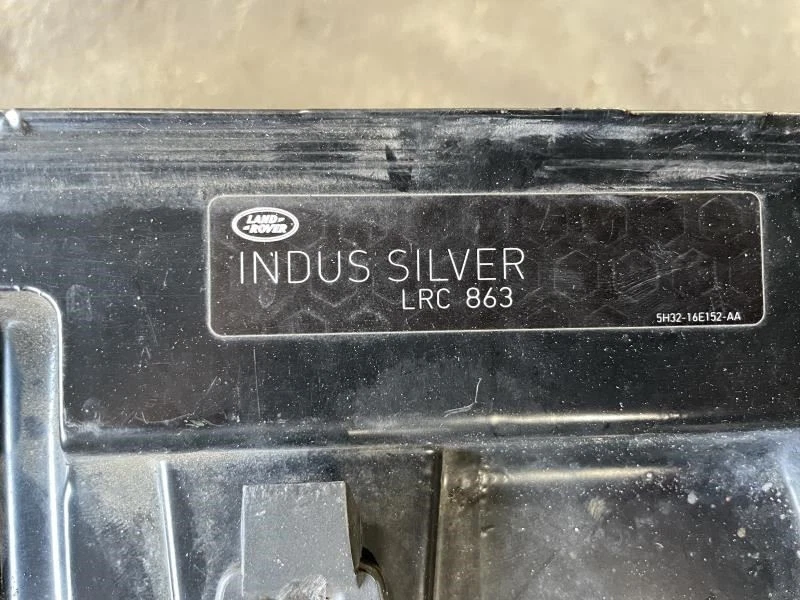 LAND
ROVER
INDUS SILVER
LRC 863
5H32-16E152-AA